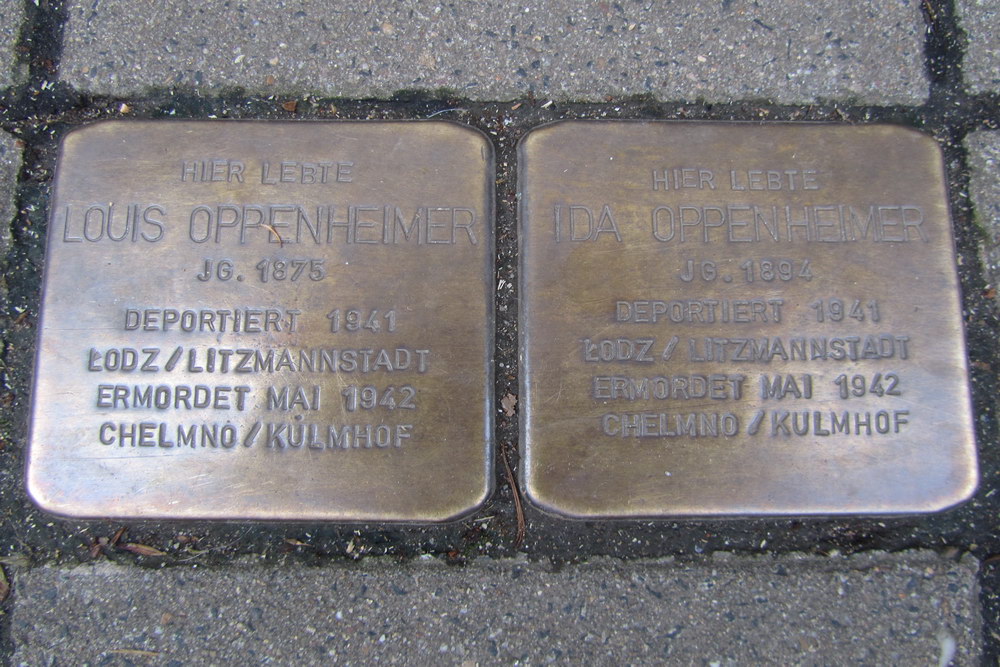 HIER LEBTE
LOUIS OPPENHEIMER
JG. 1875
DEPORTIERT 1941
ŁODZ/LITZMANNSTADT
ERMORDET MAI 1942
CHELMNO/KULMHOF
HIER LEBTE
IDA OPPENHEIMER
JG. 1894
DEPORTIERT 1941
ŁODZ/LITZMANNSTADT
ERMORDET MAI 1942
CHELMNO/KULMHOF